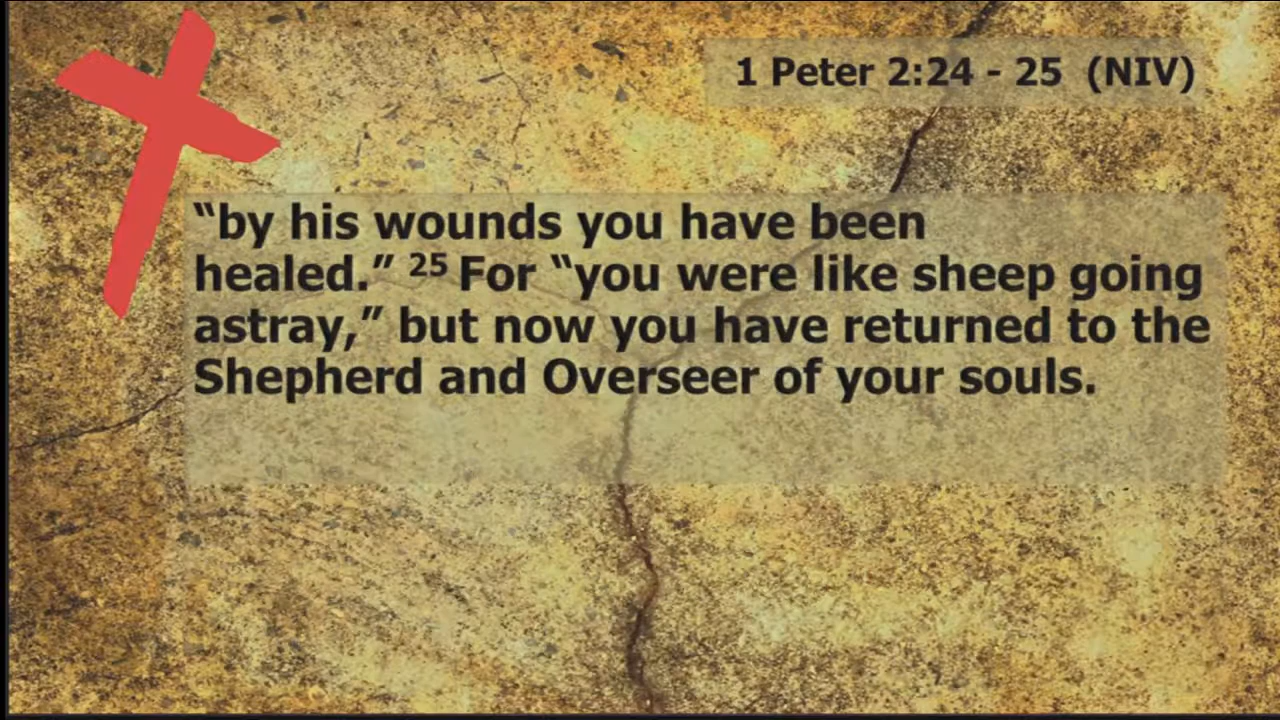 1 Peter 2:24 - 25 (NIV)
“by his wounds you have been
healed.” 25 For “you were like sheep going
astray,” but now you have returned to the
Shepherd and Overseer of your souls.